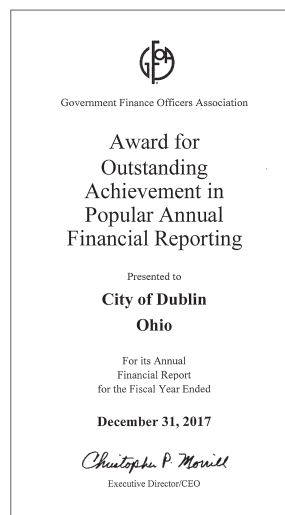 GFOA
Government Finance Officers Association
Award for
Outstanding
Achievement in
Popular Annual
Financial Reporting
Presented to
City of Dublin
Ohio
For its Annual
Financial Report
for the Fiscal Year Ended
December 31, 2017
Christopher P. Morrill
Executive Director/CEO